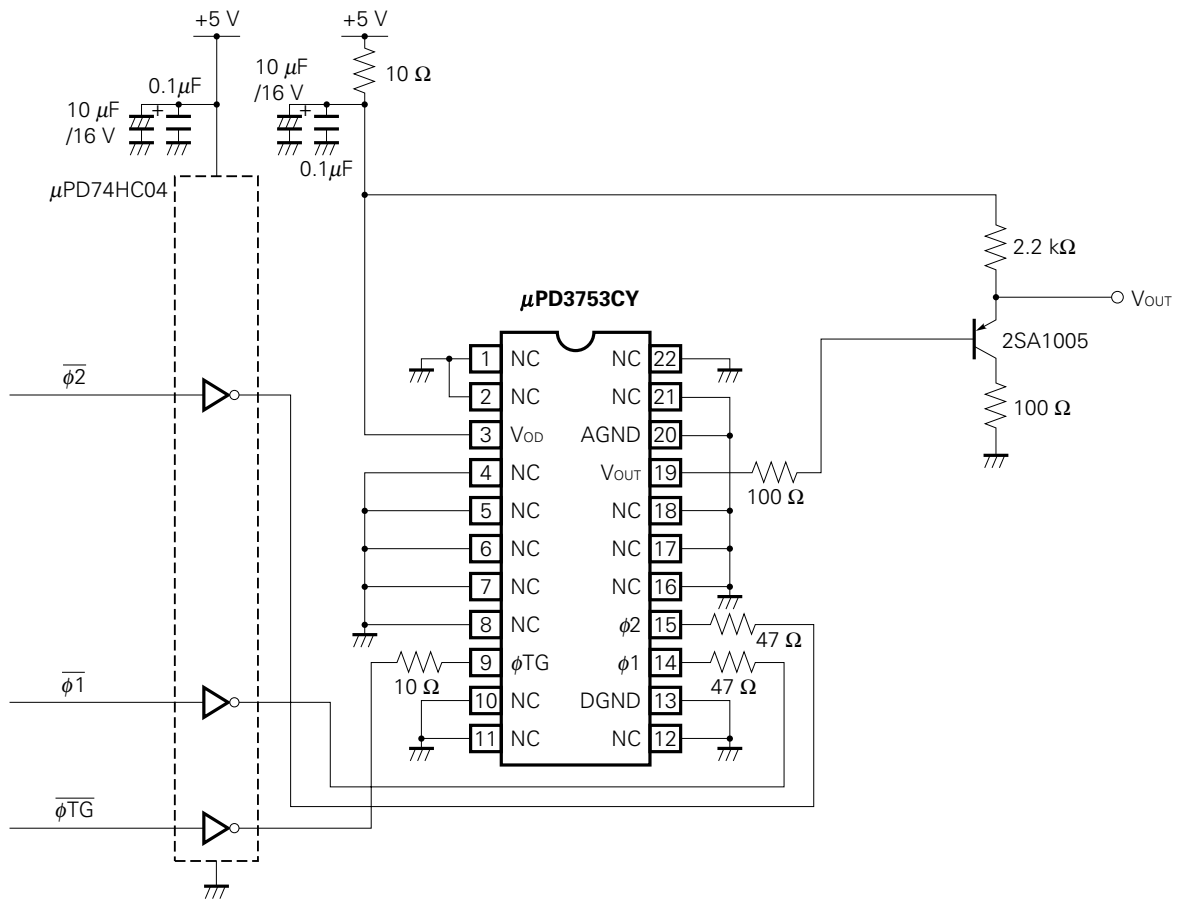 +5 V
+5 V
10 Ω
10 μF
/16 V
0.1μF
10 μF
/16 V
0.1μF
μPD74HC04
2.2 kΩ
VOUT
2SA1005
100 Ω
μPD3753CY
1 NC
NC 22
2 NC
NC 21
3 VOD
AGND 20
4 NC
VOUT 19
100 Ω
5 NC
NC 18
6 NC
NC 17
7 NC
NC 16
8 NC
ϕ2 15
47 Ω
9 ϕTG
10 Ω
ϕ1 14
47 Ω
10 NC
DGND 13
11 NC
NC 12
ϕ̅2̅
ϕ̅1̅
ϕ̅T̅G̅
+
+